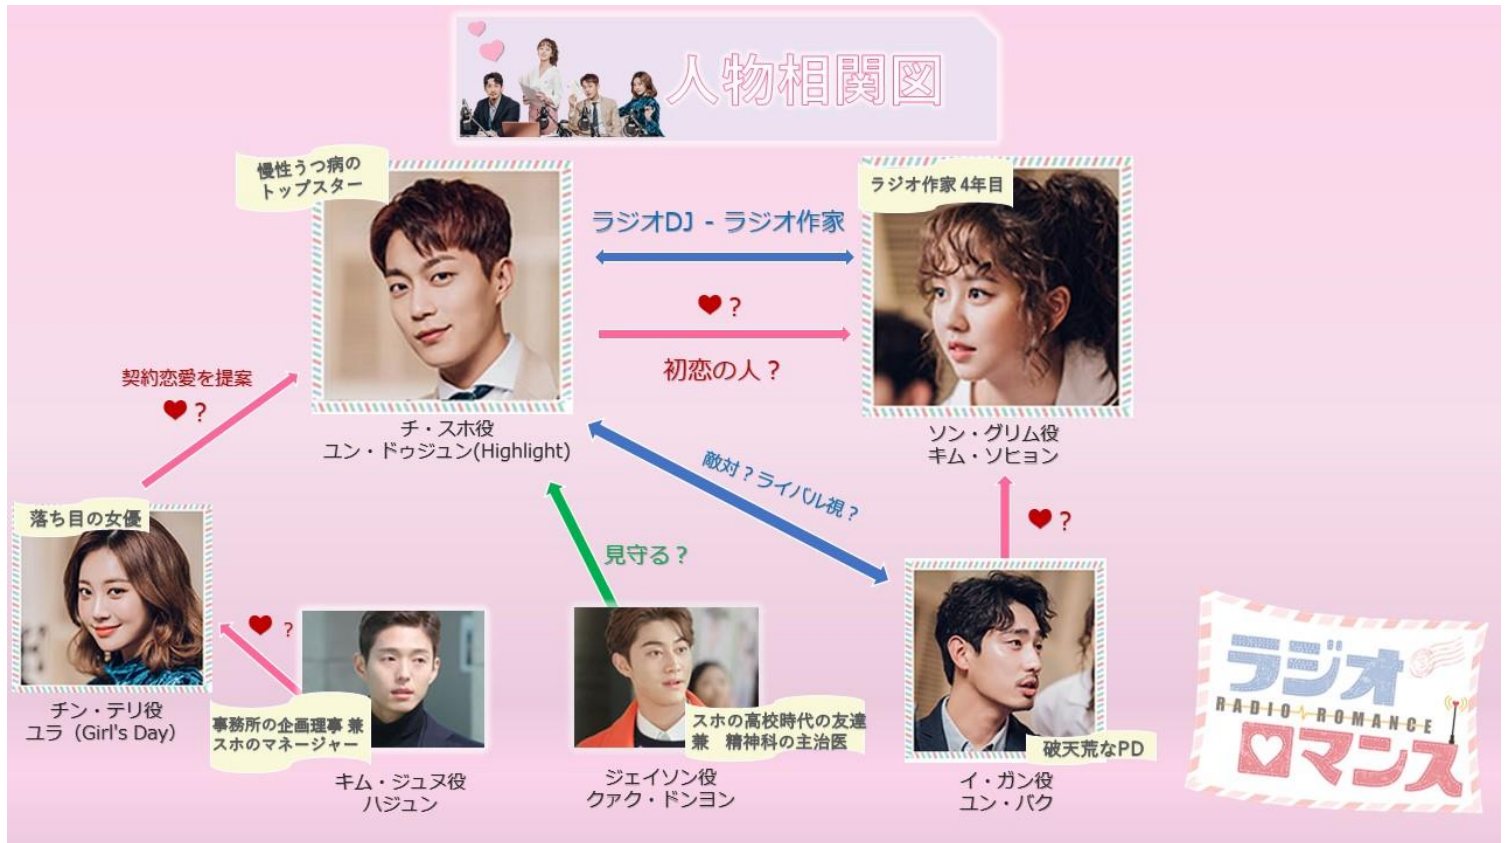 人物相関図
慢性うつ病の
トップスター
ラジオDJ - ラジオ作家
ラジオ作家 4年目
♥？
初恋の人？
契約恋愛を提案
♥？
チ・スホ役
ユン・ドゥジュン(Highlight)
ソン・グリム役
キム・ソヒョン
敵対？ライバル視？
見守る？
♥？
落ち目の女優
♥？
チン・テリ役
ユラ（Girl's Day）
事務所の企画理事 兼
スホのマネージャー
キム・ジュヌ役
ハジュン
スホの高校時代の友達
兼　精神科の主治医
ジェイソン役
クァク・ドンヨン
破天荒なPD
イ・ガン役
ユン・バク
ラジオ
RADIO ROMANCE
ロマンス